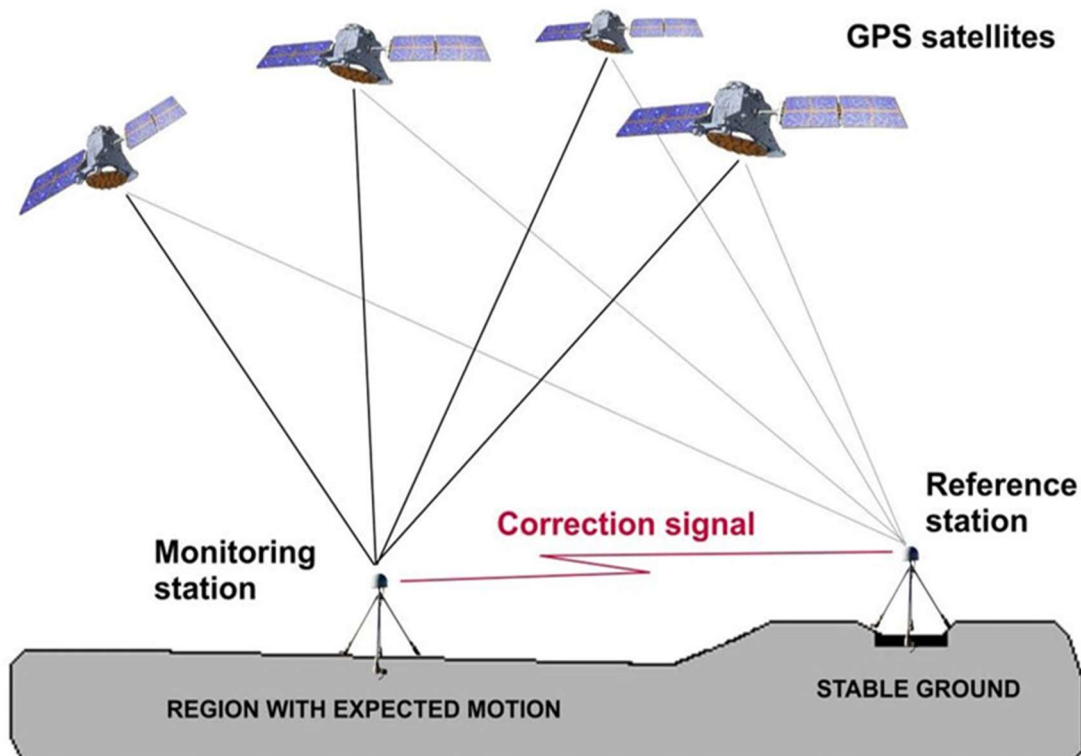 GPS satellites
Reference
station
Correction signal
Monitoring
station
STABLE GROUND
REGION WITH EXPECTED MOTION